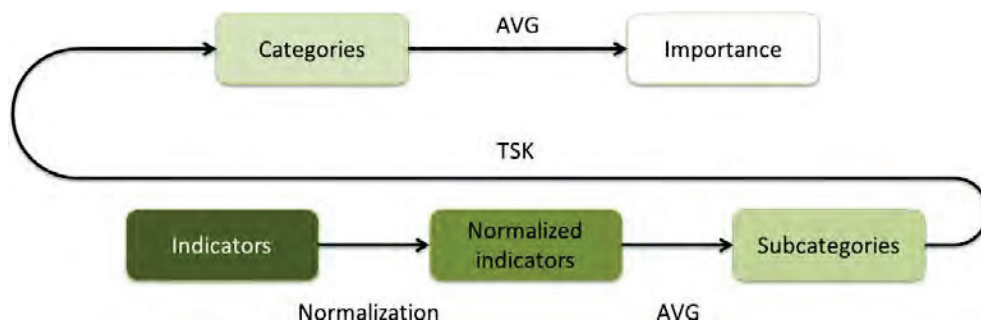 AVG
Categories
Importance
TSK
Indicators
Normalized
indicators
Subcategories
Normalization
AVG